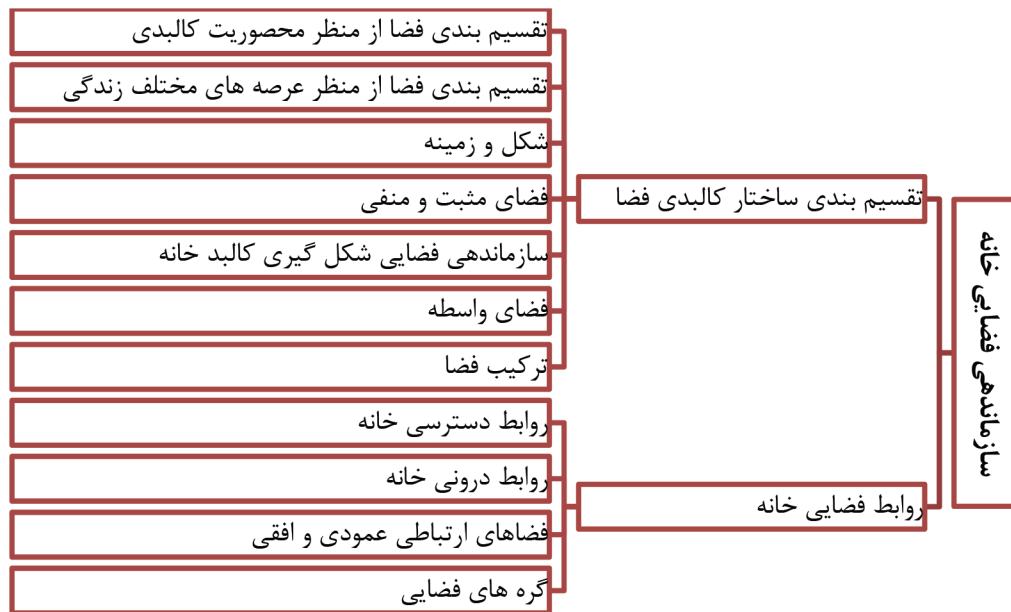 سازماندهی فضایی خانه
تقسیم بندی ساختار کالبدی فضا
تقسیم بندی فضا از منظر محصوریت کالبدی
تقسیم بندی فضا از منظر عرصه های مختلف زندگی
شکل و زمینه
فضای مثبت و منفی
سازماندهی فضایی شکل گیری کالبد خانه
فضای واسطه
ترکیب فضا
روابط فضایی خانه
روابط دسترسی خانه
روابط درونی خانه
فضاهای ارتباطی عمودی و افقی
گره های فضایی